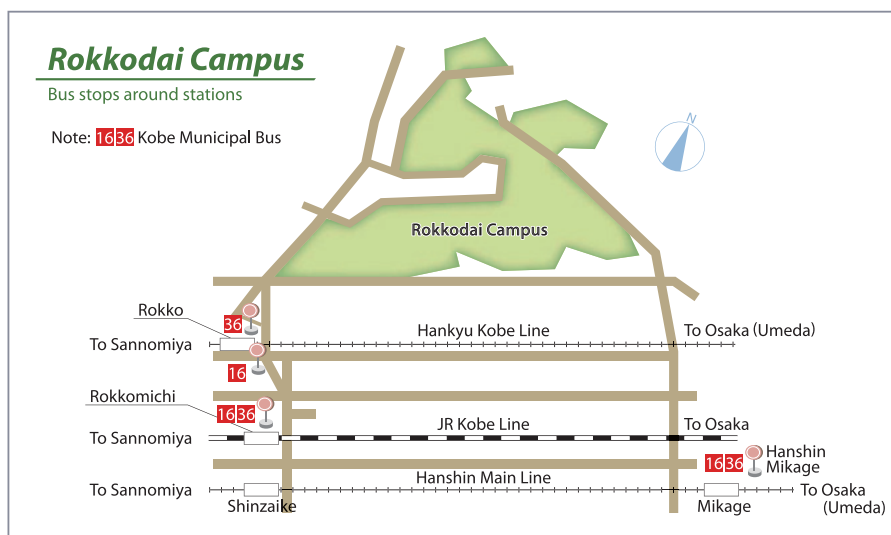 Rokkodai Campus
Bus stops around stations
Note: 16 36 Kobe Municipal Bus
N
Rokkodai Campus
Rokko
36
Hankyu Kobe Line
To Osaka (Umeda)
To Sannomiya
16
Rokkomichi
16 36
JR Kobe Line
To Osaka
To Sannomiya
16 36
Hanshin
Mikage
Hanshin Main Line
To Sannomiya
To Osaka
(Umeda)
Shinzaike
Mikage